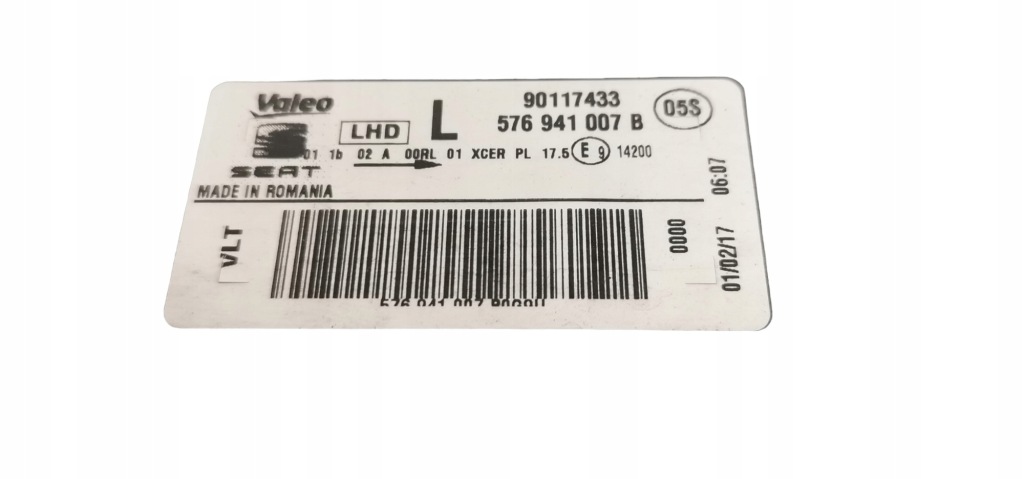 Valeo
SEAT
LHD
L
90117433
576 941 007 B
05S
01 1b 02 A 00RL 01 XCER PL 17.5 E 9 14200
MADE IN ROMANIA
VLT
0000
01/02/17 06:07